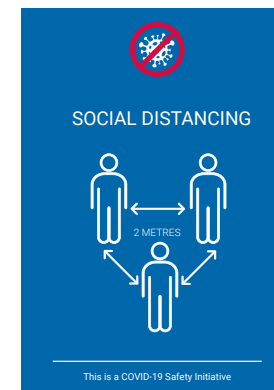 SOCIAL DISTANCING
2 METRES
This is a COVID-19 Safety Initiative